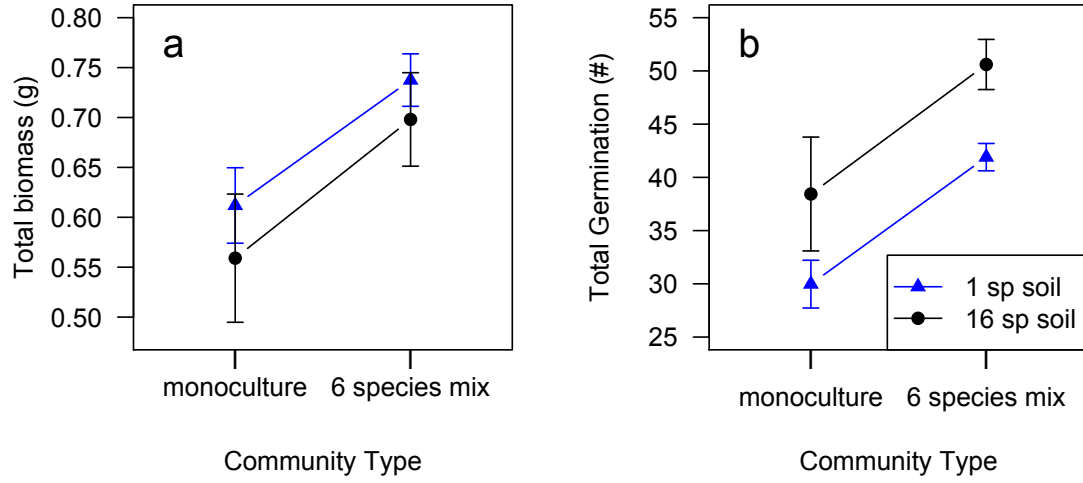 a
Total biomass (g)
0.80
0.75
0.70
0.65
0.60
0.55
0.50
monoculture
6 species mix
Community Type
b
Total Germination (#)
55
50
45
40
35
30
25
1 sp soil
16 sp soil
monoculture
6 species mix
Community Type